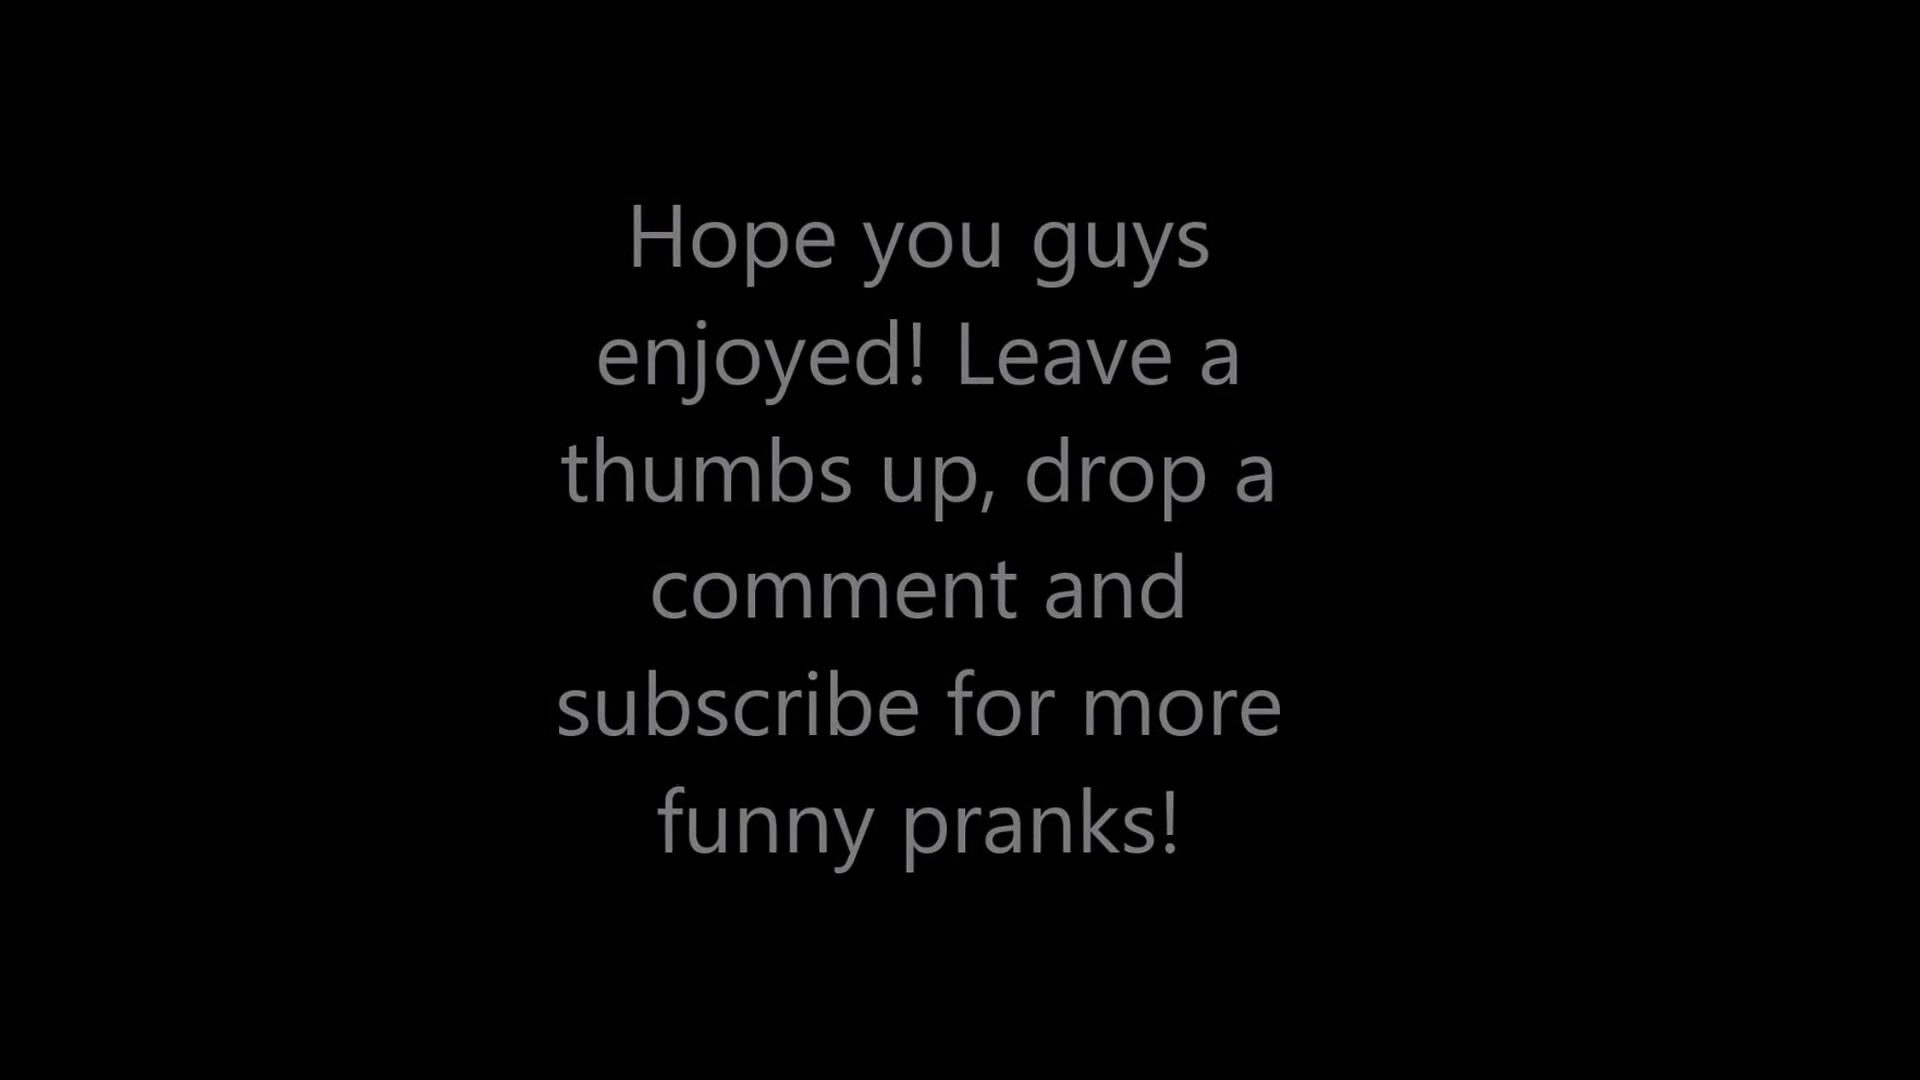 Hope you guys
enjoyed! Leave a
thumbs up, drop a
comment and
subscribe for more
funny pranks!